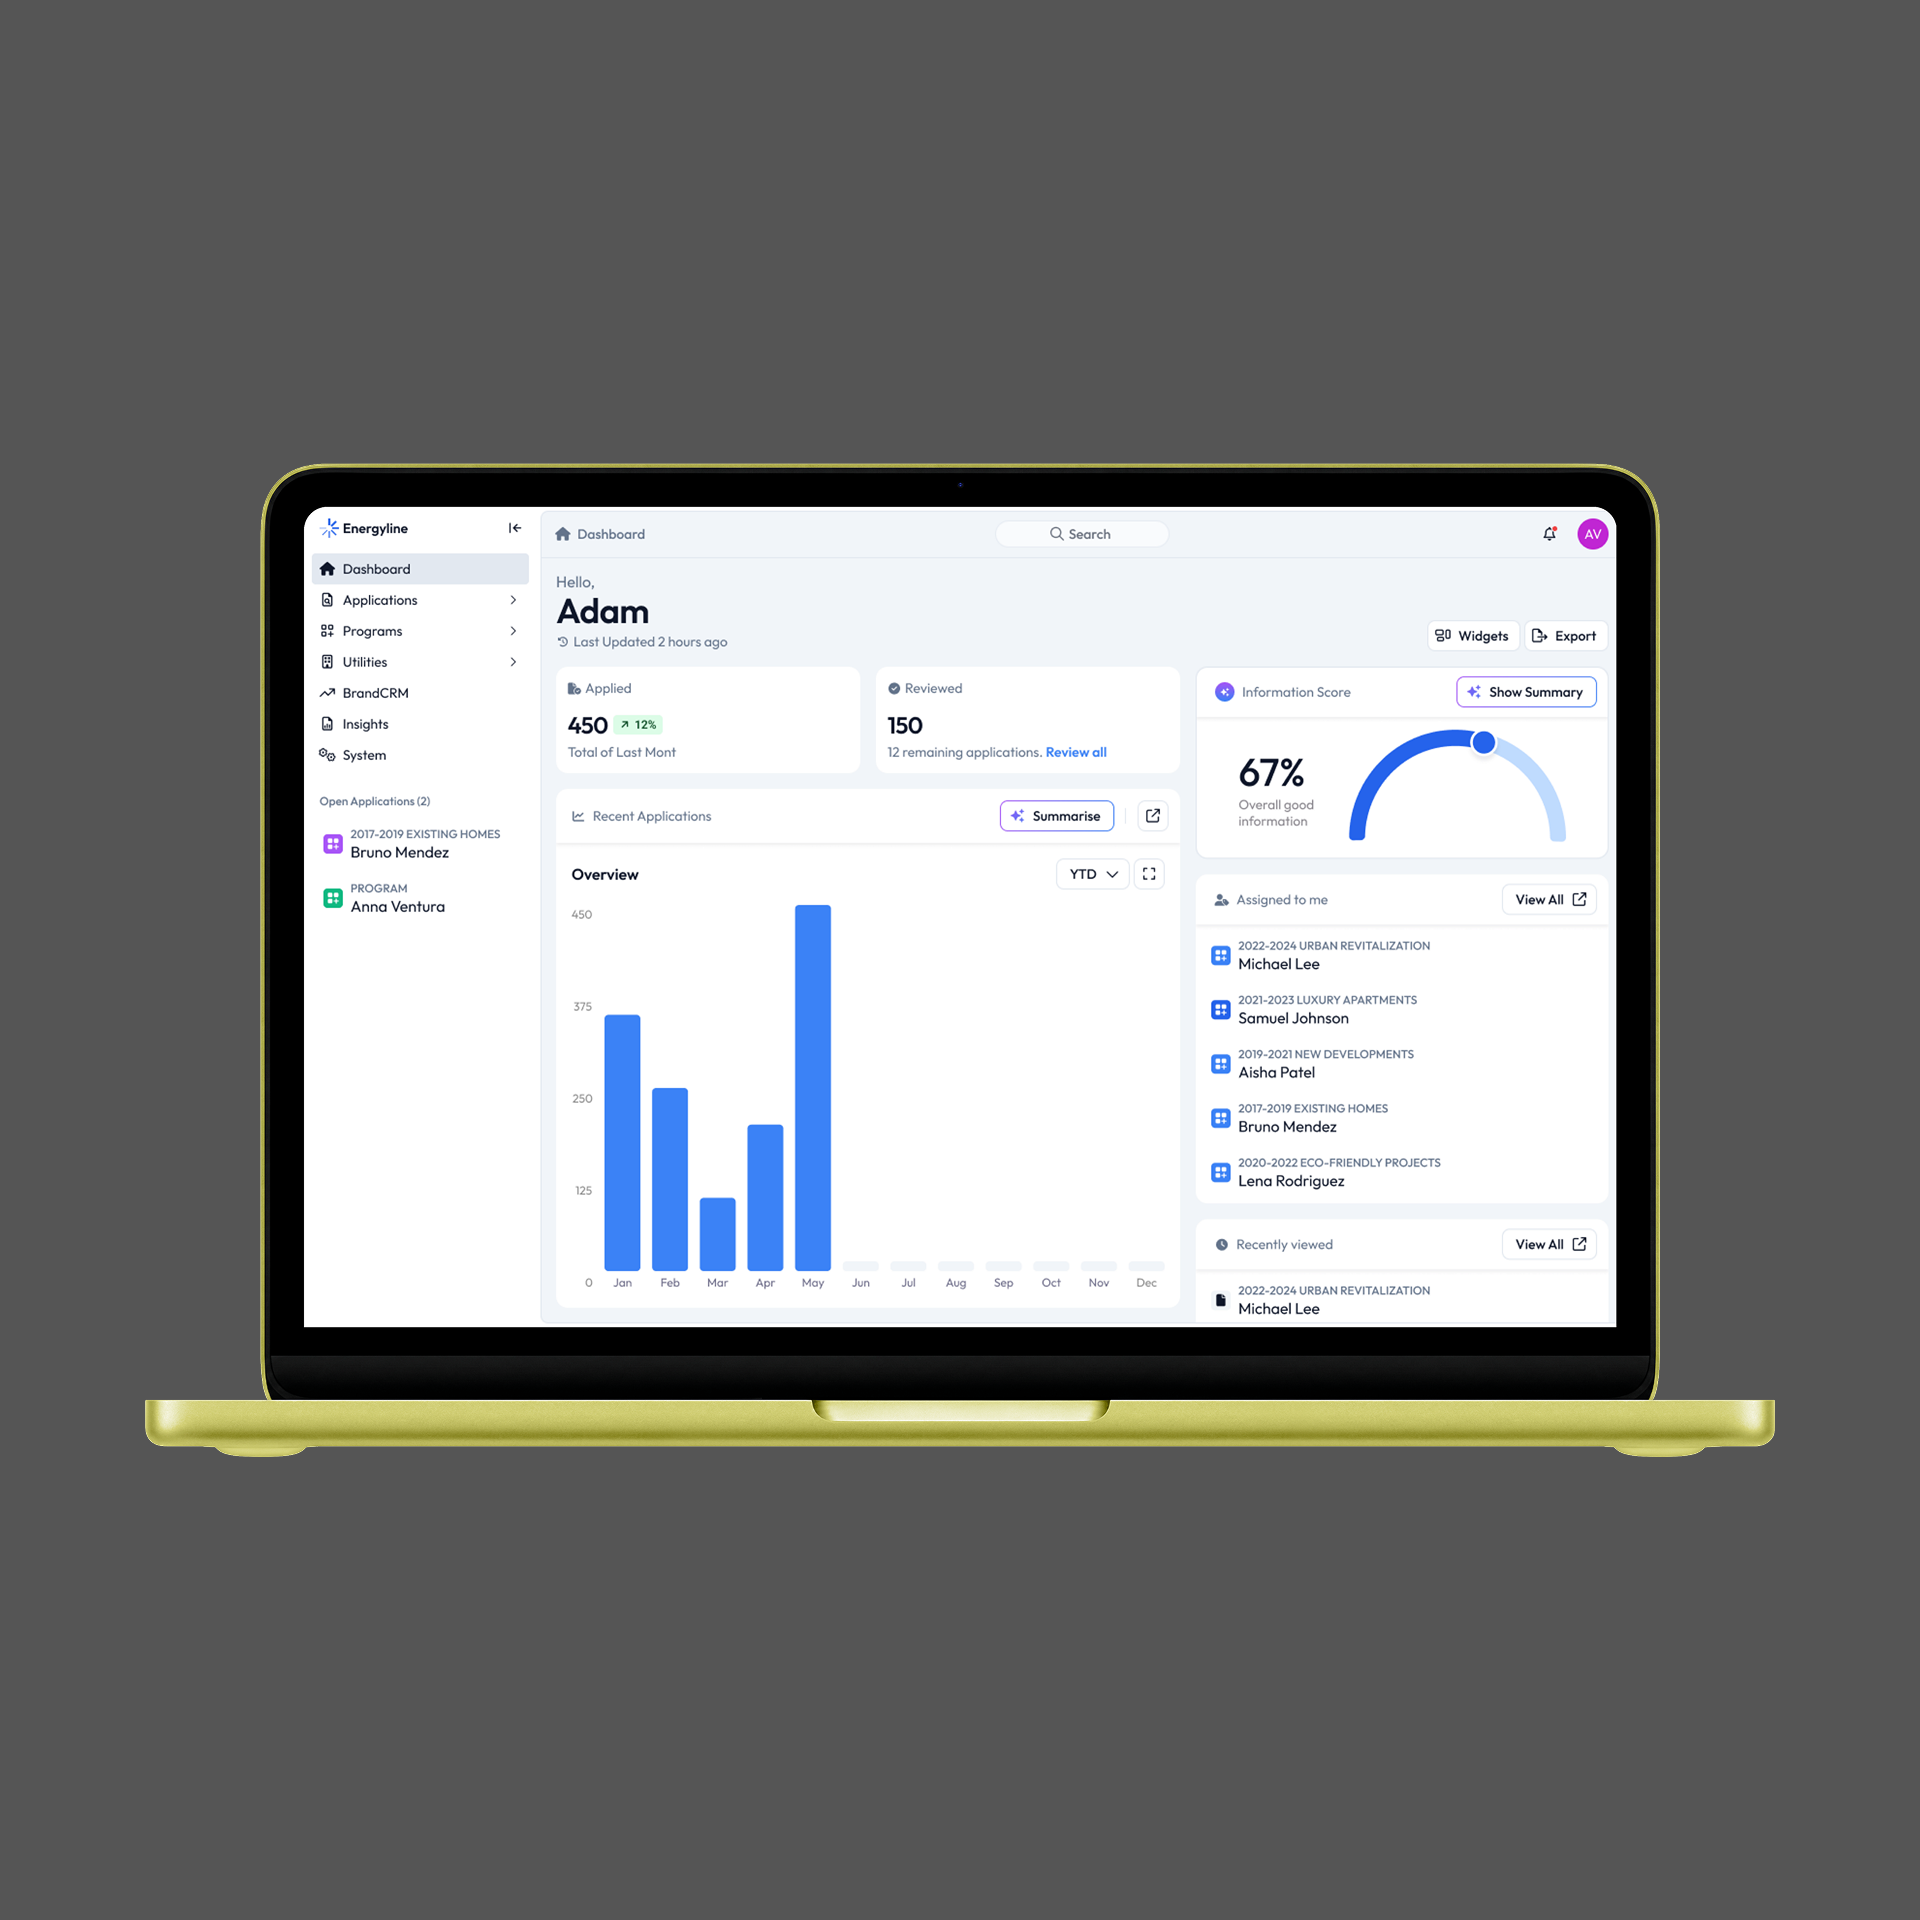 Energyline
Dashboard
Applications
Programs
Utilities
BrandCRM
Insights
System
Open Applications (2)
2017-2019 EXISTING HOMES
Bruno Mendez
PROGRAM
Anna Ventura
Dashboard
Search
AV
Hello,
Adam
Last Updated 2 hours ago
Widgets
Export
Applied
450 12%
Total of Last Mont
Reviewed
150
12 remaining applications. Review all
Recent Applications
Summarise
Overview
YTD
450
375
250
125
0
Jan Feb Mar Apr May Jun Jul Aug Sep Oct Nov Dec
Information Score
Show Summary
67%
Overall good
information
Assigned to me
View All
2022-2024 URBAN REVITALIZATION
Michael Lee
2021-2023 LUXURY APARTMENTS
Samuel Johnson
2019-2021 NEW DEVELOPMENTS
Aisha Patel
2017-2019 EXISTING HOMES
Bruno Mendez
2020-2022 ECO-FRIENDLY PROJECTS
Lena Rodriguez
Recently viewed
View All
2022-2024 URBAN REVITALIZATION
Michael Lee